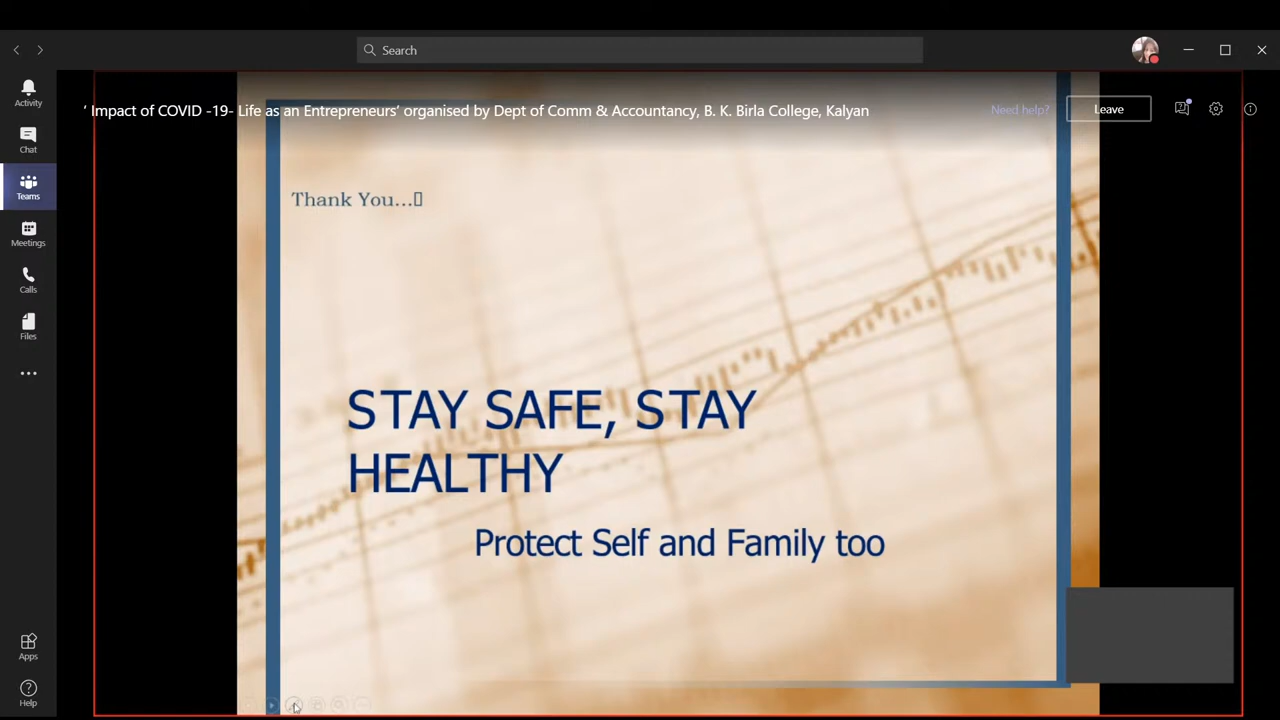 Search
Activity
' Impact of COVID -19- Life as an Entrepreneurs' organised by Dept of Comm & Accountancy, B. K. Birla College, Kalyan
Need help?
Leave
Chat
Teams
Thank You...
Meetings
Calls
Files
STAY SAFE, STAY
HEALTHY
Protect Self and Family too
Apps
Help